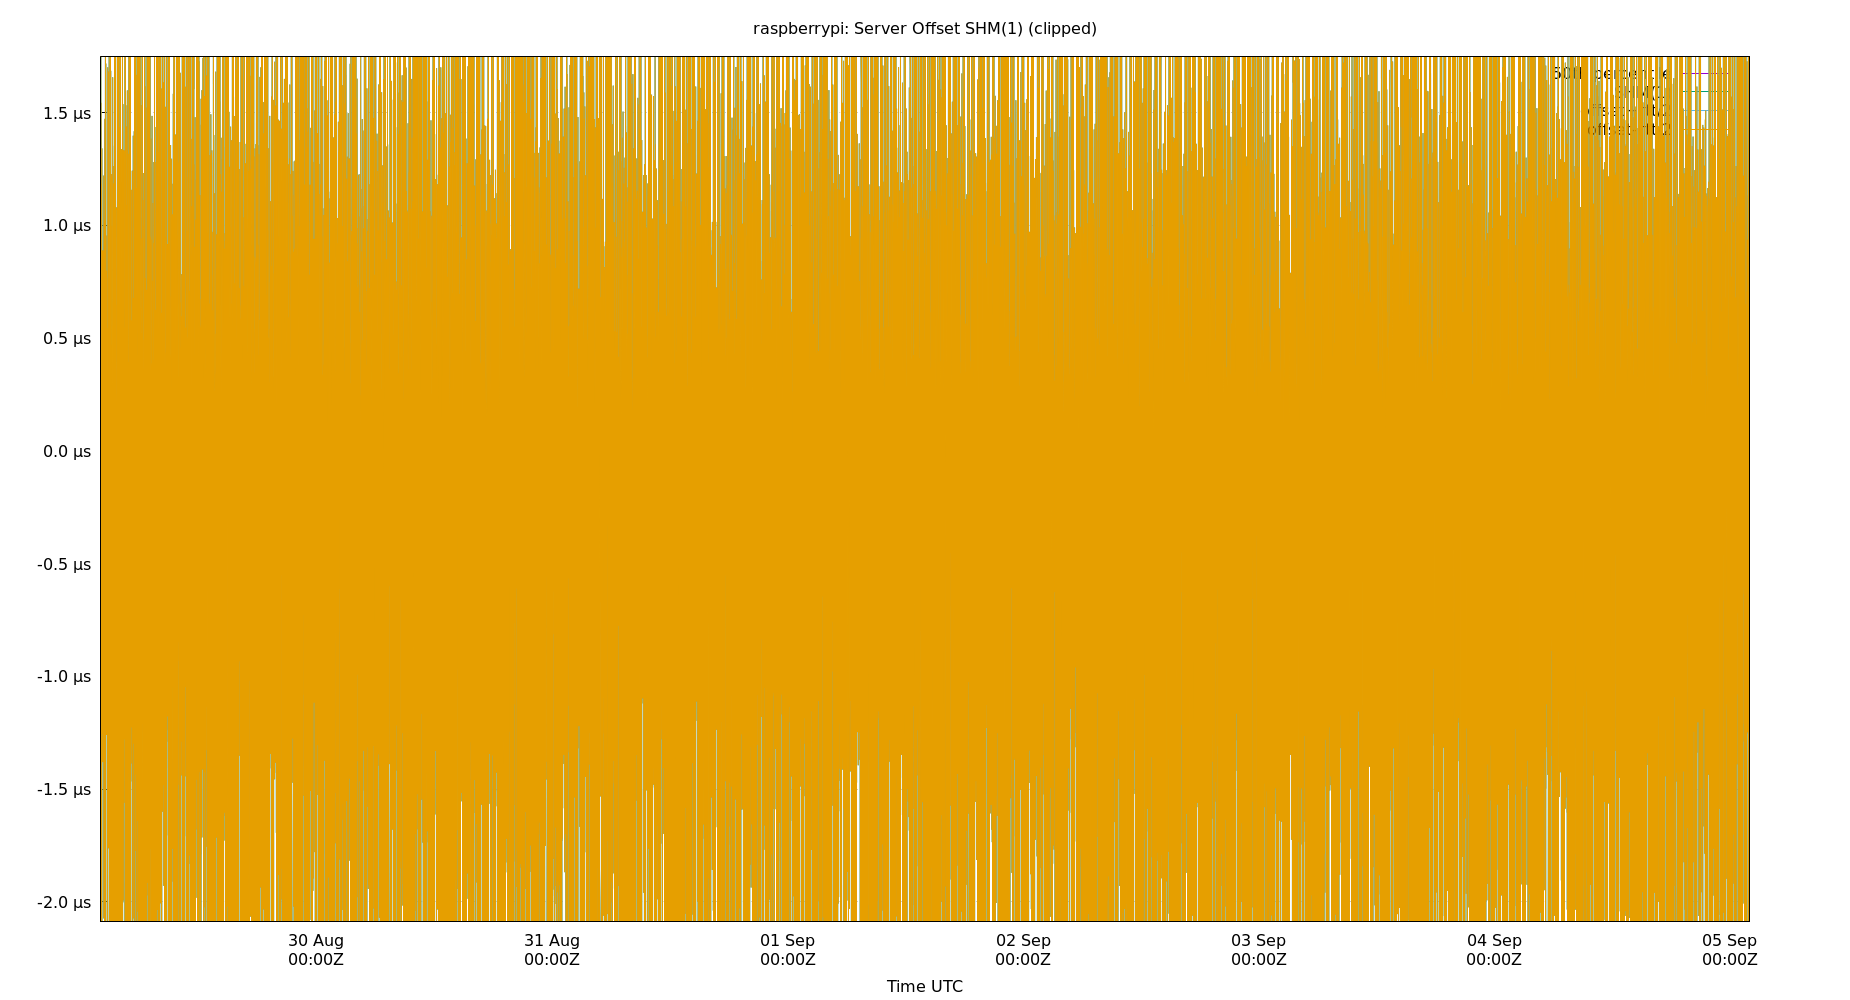 raspberrypi: Server Offset SHM(1) (clipped)
1.5 µs
1.0 µs
0.5 µs
0.0 µs
-0.5 µs
-1.0 µs
-1.5 µs
-2.0 µs
30 Aug
00:00Z
31 Aug
00:00Z
01 Sep
00:00Z
02 Sep
00:00Z
03 Sep
00:00Z
04 Sep
00:00Z
05 Sep
00:00Z
Time UTC